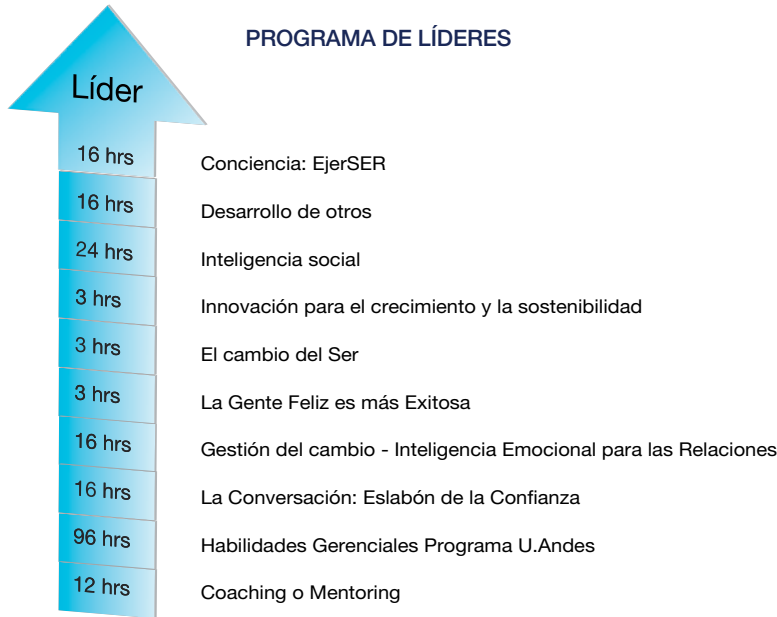 PROGRAMA DE LÍDERES
Líder
16 hrs Conciencia: EjerSER
16 hrs Desarrollo de otros
24 hrs Inteligencia social
3 hrs Innovación para el crecimiento y la sostenibilidad
3 hrs El cambio del Ser
3 hrs La Gente Feliz es más Exitosa
16 hrs Gestión del cambio - Inteligencia Emocional para las Relaciones
16 hrs La Conversación: Eslabón de la Confianza
96 hrs Habilidades Gerenciales Programa U.Andes
12 hrs Coaching o Mentoring